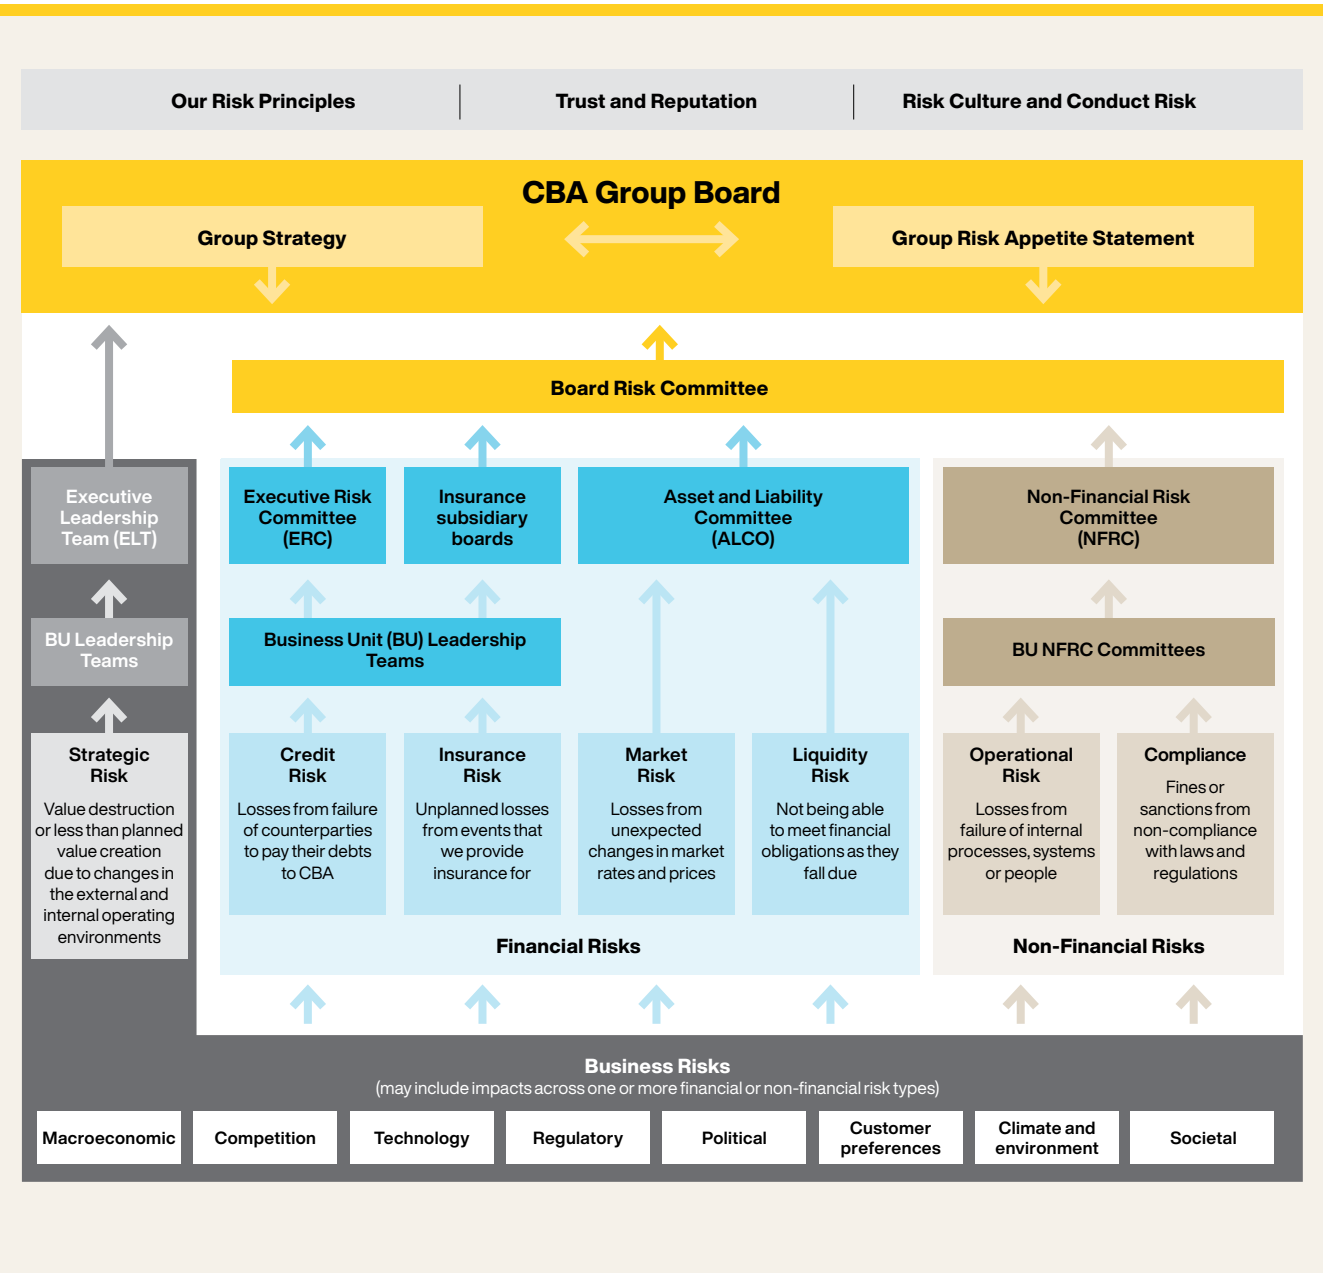 Our Risk Principles
Trust and Reputation
Risk Culture and Conduct Risk
CBA Group Board
Group Strategy
Group Risk Appetite Statement
Board Risk Committee
Executive
Leadership
Team (ELT)
Executive Risk
Committee
(ERC)
Insurance
subsidiary
boards
Asset and Liability
Committee
(ALCO)
Non-Financial Risk
Committee
(NFRC)
BU Leadership
Teams
Business Unit (BU) Leadership
Teams
BU NFRC Committees
Strategic
Risk
Value destruction
or less than planned
value creation
due to changes in
the external and
internal operating
environments
Credit
Risk
Losses from failure
of counterparties
to pay their debts
to CBA
Insurance
Risk
Unplanned losses
from events that
we provide
insurance for
Market
Risk
Losses from
unexpected
changes in market
rates and prices
Liquidity
Risk
Not being able
to meet financial
obligations as they
fall due
Operational
Risk
Losses from
failure of internal
processes, systems
or people
Compliance
Fines or
sanctions from
non-compliance
with laws and
regulations
Financial Risks
Non-Financial Risks
Business Risks
(may include impacts across one or more financial or non-financial risk types)
Macroeconomic
Competition
Technology
Regulatory
Political
Customer
preferences
Climate and
environment
Societal